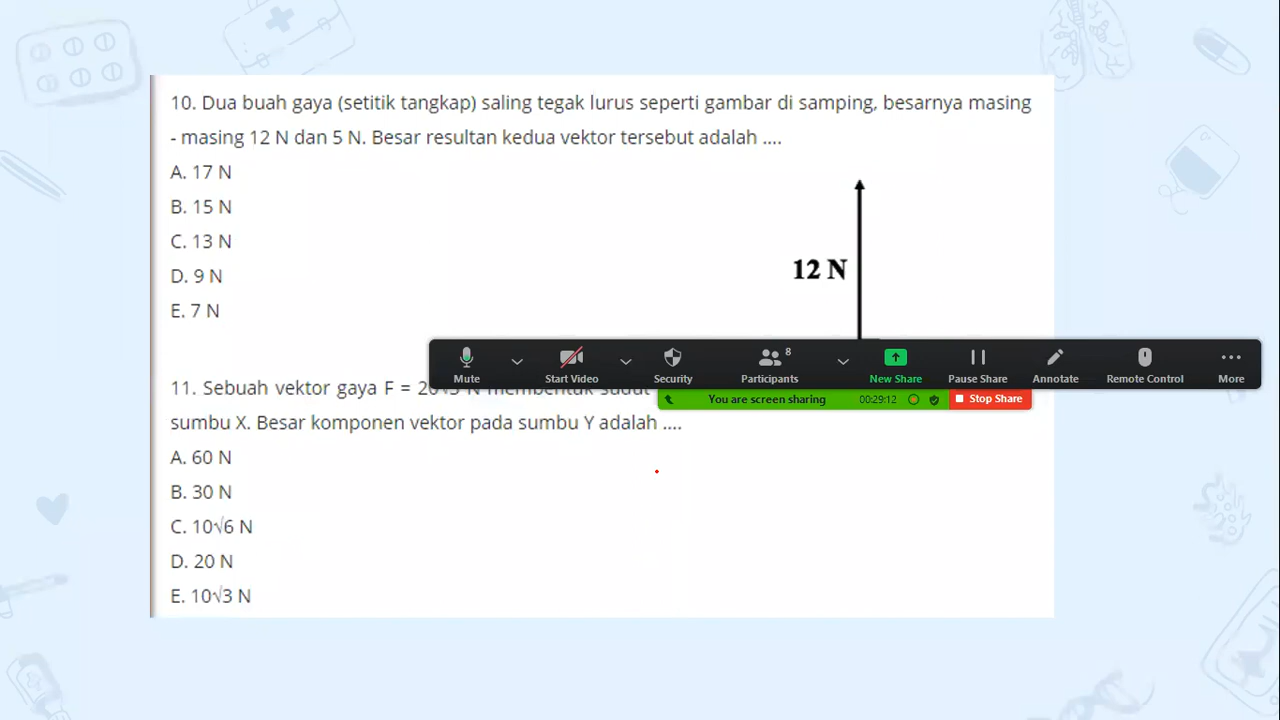 10. Dua buah gaya (setitik tangkap) saling tegak lurus seperti gambar di samping, besarnya masing
- masing 12 N dan 5 N. Besar resultan kedua vektor tersebut adalah ....
A. 17 N
B. 15 N
C. 13 N
D. 9 N
E. 7 N
12 N
Mute
Start Video
Security
8
Participants
New Share
Pause Share
Annotate
Remote Control
More
You are screen sharing
00:29:12
Stop Share
11. Sebuah vektor gaya F =
sumbu X. Besar komponen vektor pada sumbu Y adalah ....
A. 60 N
B. 30 N
C. 10√6 N
D. 20 N
E. 10√3 N